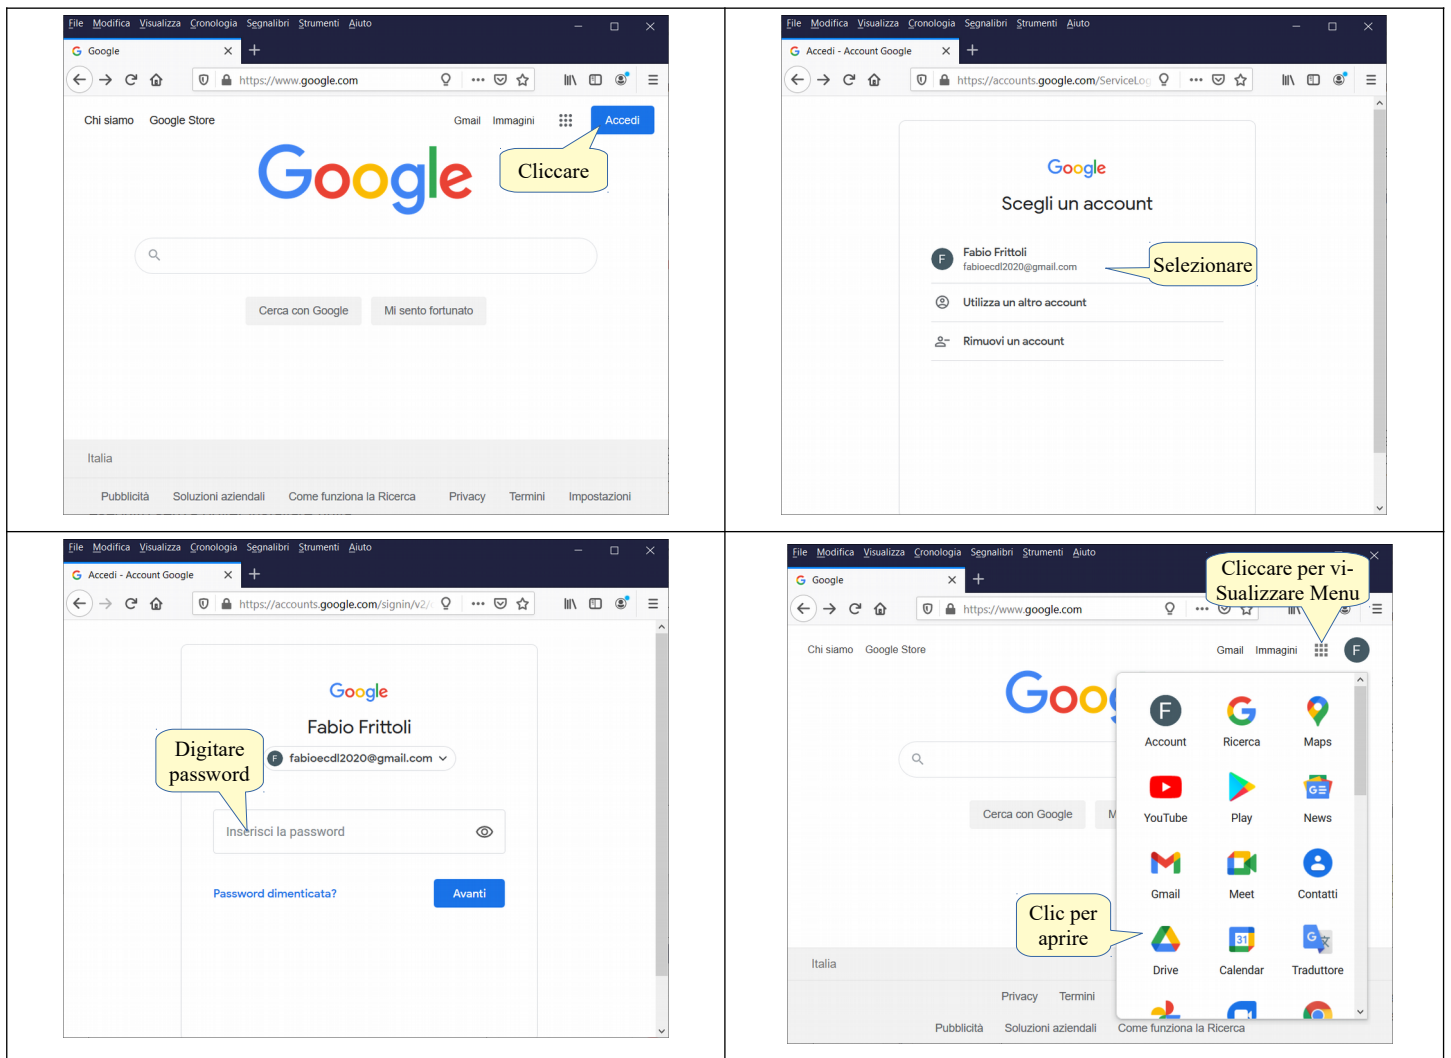 File Modifica Visualizza Cronologia Segnalibri Strumenti Aiuto
Google
https://www.google.com
Chi siamo Google Store Gmail Immagini Accedi
Google
Cliccare
Cerca con Google Mi sento fortunato
Italia
Pubblicità Soluzioni aziendali Come funziona la Ricerca Privacy Termini Impostazioni
File Modifica Visualizza Cronologia Segnalibri Strumenti Aiuto
Accedi - Account Google
https://accounts.google.com/ServiceLog
Google
Scegli un account
F
Fabio Frittoli
fabioecdl2020@gmail.com
Selezionare
Utilizza un altro account
Rimuovi un account
File Modifica Visualizza Cronologia Segnalibri Strumenti Aiuto
Accedi - Account Google
https://accounts.google.com/signin/v2/
Google
Fabio Frittoli
F fabioecdl2020@gmail.com
Digitare
password
Inserisci la password
Password dimenticata? Avanti
File Modifica Visualizza Cronologia Segnalibri Strumenti Aiuto
Google
Cliccare per vi-
Sualizzare Menu
https://www.google.com
Chi siamo Google Store Gmail Immagini F
Goog
F
Account Ricerca Maps
YouTube Play News
Cerca con Google M
Gmail Meet Contatti
Clic per
aprire
31
Drive Calendar Traduttore
Italia
Privacy Termini
Pubblicità Soluzioni aziendali Come funziona la Ricerca